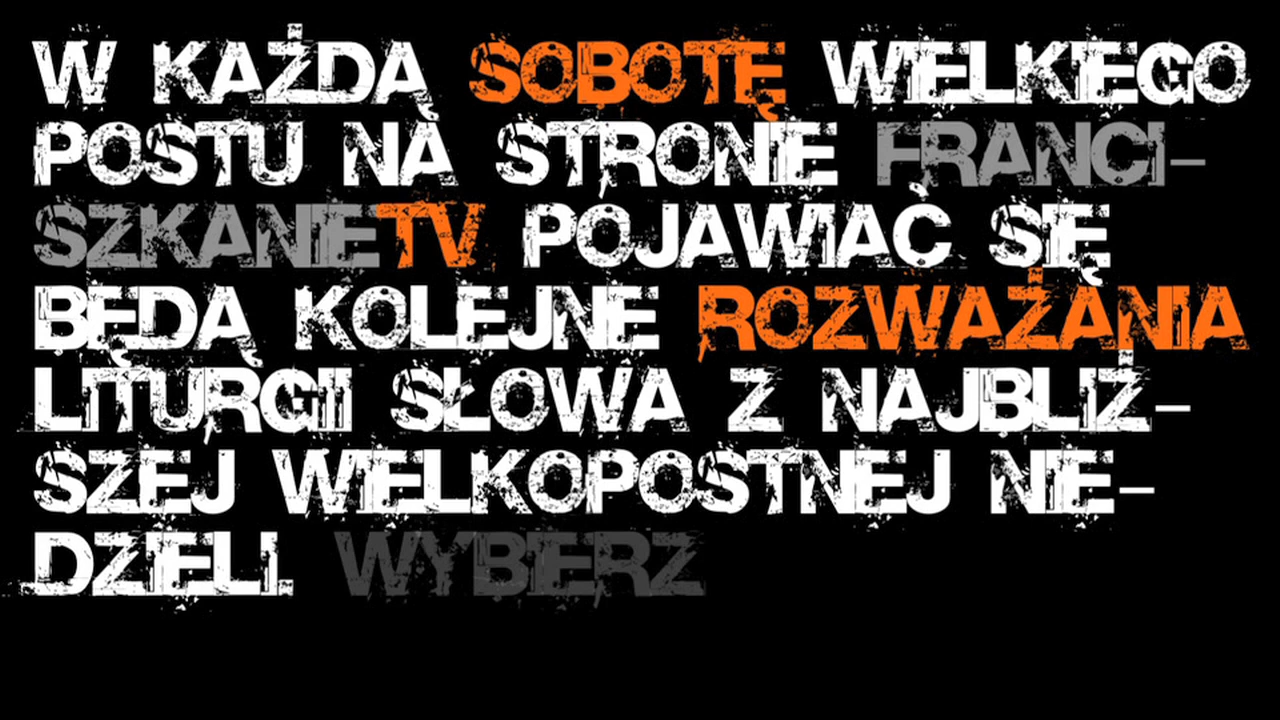 W KAŻDĄ SOBOTĘ WIELKIEGO
POSTU NA STRONIE FRANCI-
SZKANIETV POJAWIAĆ SIĘ
BĘDĄ KOLEJNE ROZWAŻANIA
LITURGII SŁOWA Z NAJBLIŻ-
SZEJ WIELKOPOSTNEJ NIE-
DZIELI. WYBIERZ